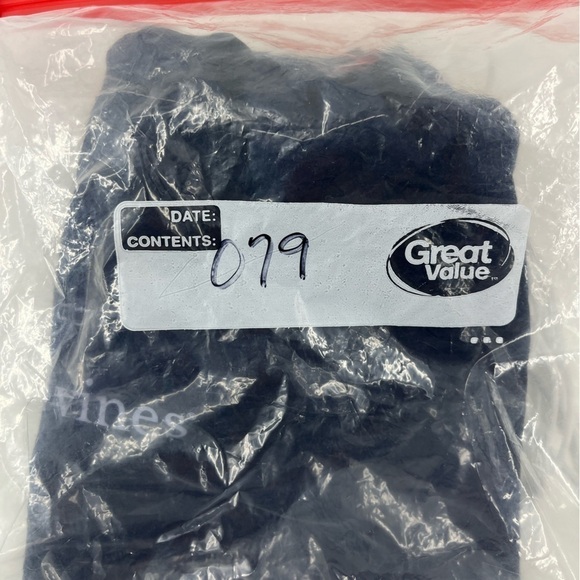 DATE:
CONTENTS: 079
Great
Value
vines